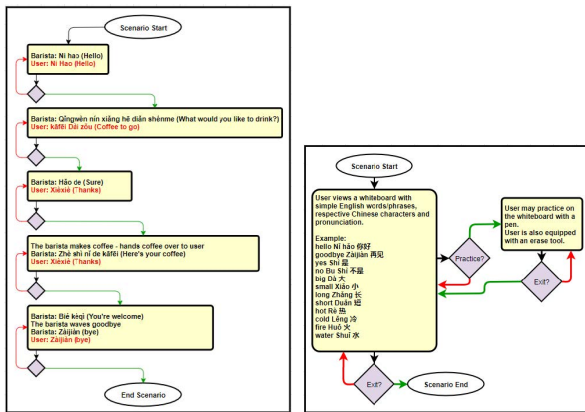 Scenario Start
Barista: Ni hao (Hello)
User: Ni Hao (Hello)
Barista: Qǐngwèn nín xiǎng hē diǎn shénme (What would you like to drink?)
User: kāfēi Dài zǒu (Coffee to go)
Barista: Hǎo de (Sure)
User: Xièxiè (Thanks)
The barista makes coffee - hands coffee over to user
Barista: Zhè shì nǐ de kāfēi (Here's your coffee)
User: Xièxiè (Thanks)
Barista: Bié kèqì (You're welcome)
The barista waves goodbye
Barista: Zàijiàn (bye)
User: Zàijiàn (bye)
End Scenario
Scenario Start
User views a whiteboard with
simple English words/phrases,
respective Chinese characters and
pronunciation.
Example:
hello Nǐ hǎo 你好
goodbye Zàijiàn 再见
yes Shì 是
no Bu Shì 不是
big Dà 大
small Xiǎo 小
long Zhǎng 长
short Duǎn 短
hot Rè 热
cold Lěng 冷
fire Huǒ 火
water Shuǐ 水
Practice?
User may practice on
the whiteboard with a
pen.
User is also equipped
with an erase tool.
Exit?
Exit?
Scenario End